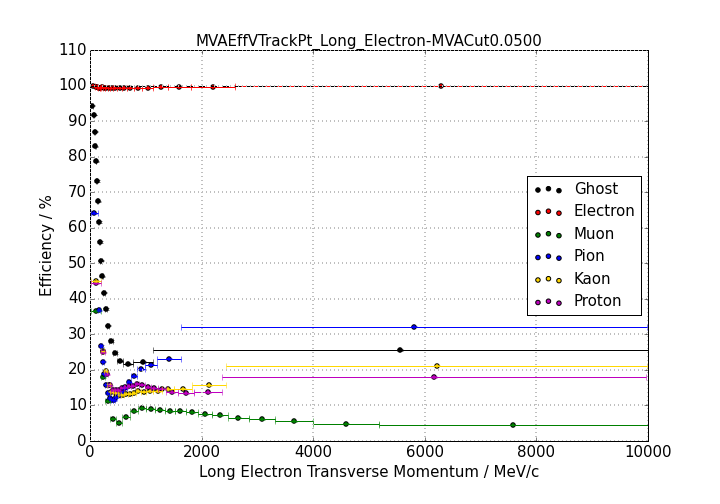 MVAEffVTrackPt_Long_Electron-MVACut0.0500
110
100
90
80
70
60
50
40
30
20
10
0
Efficiency / %
Ghost
Electron
Muon
Pion
Kaon
Proton
0 2000 4000 6000 8000 10000
Long Electron Transverse Momentum / MeV/c